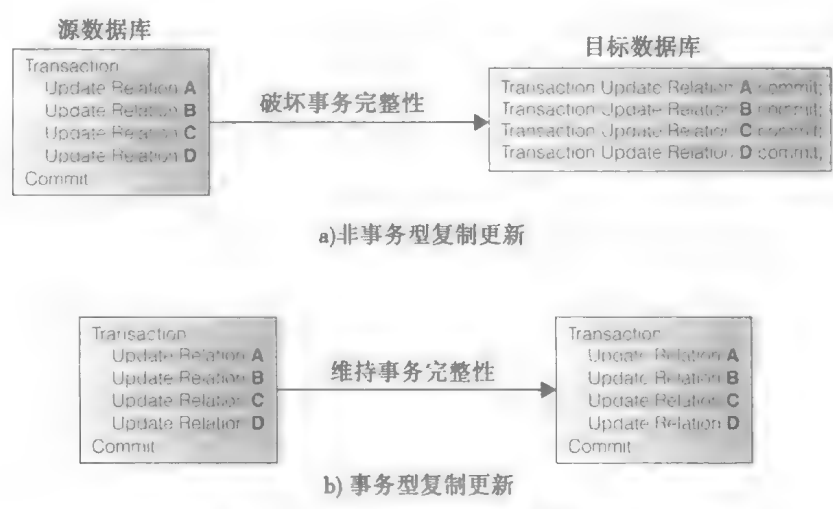 源数据库
目标数据库
Transaction
Update Relation A
Update Relation B
Update Relation C
Update Relation D
Commit
破坏事务完整性
Transaction Update Relation A commit;
Transaction Update Relation B commit;
Transaction Update Relation C commit;
Transaction Update Relation D commit;
a)非事务型复制更新
Transaction
Update Relation A
Update Relation B
Update Relation C
Update Relation D
Commit
维持事务完整性
Transaction
Update Relation A
Update Relation B
Update Relation C
Update Relation D
Commit
b) 事务型复制更新